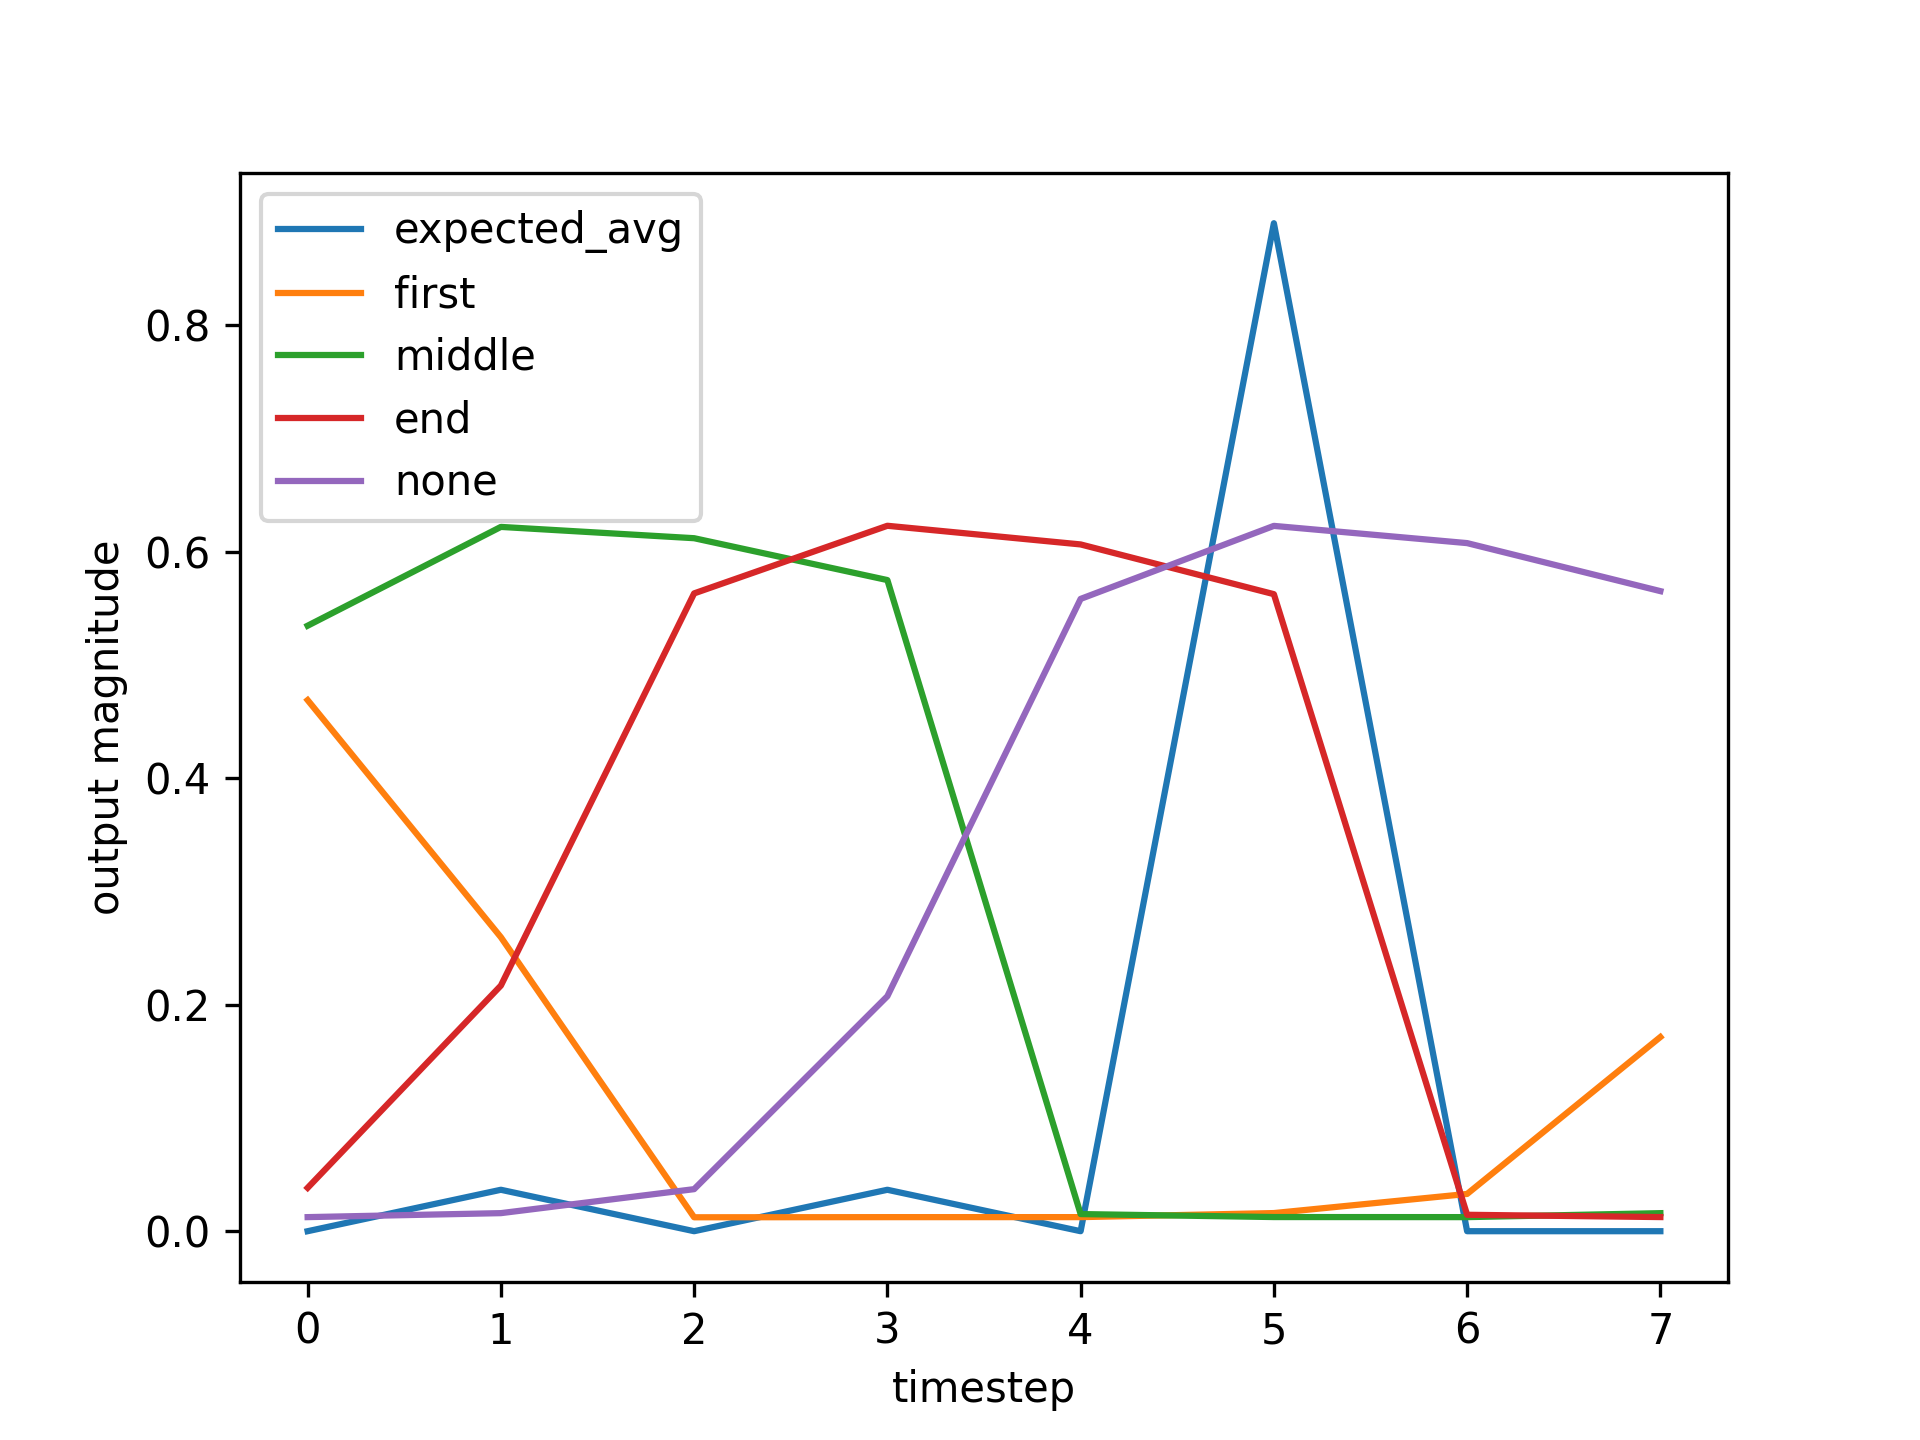 expected_avg
first
middle
end
none
output magnitude
0.8
0.6
0.4
0.2
0.0
0 1 2 3 4 5 6 7
timestep